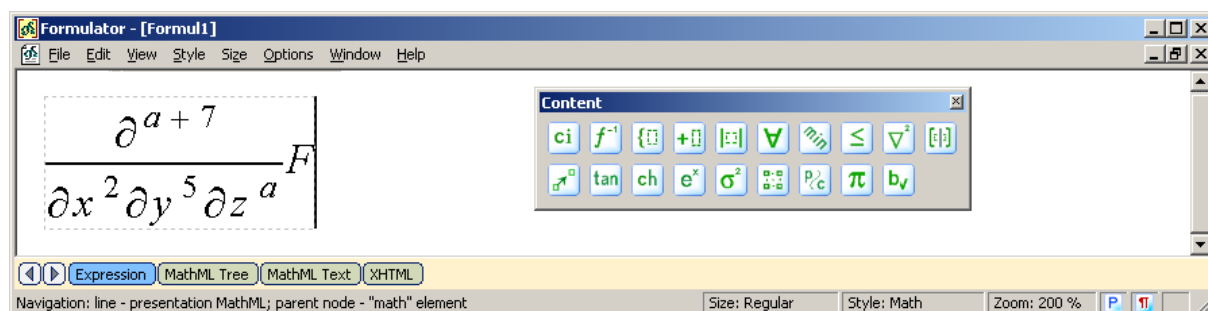 Formulator - [Formul1]
File Edit View Style Size Options Window Help
∂^{a + 7}
∂x^2 ∂y^5 ∂z^a
F
Content
ci f⁻¹ {▯ +▯ |▯| ∀ ≤ ∇²
tan ch eˣ σ² P/C π b√
Expression MathML Tree MathML Text XHTML
Navigation: line - presentation MathML; parent node - "math" element Size: Regular Style: Math Zoom: 200 % P ¶